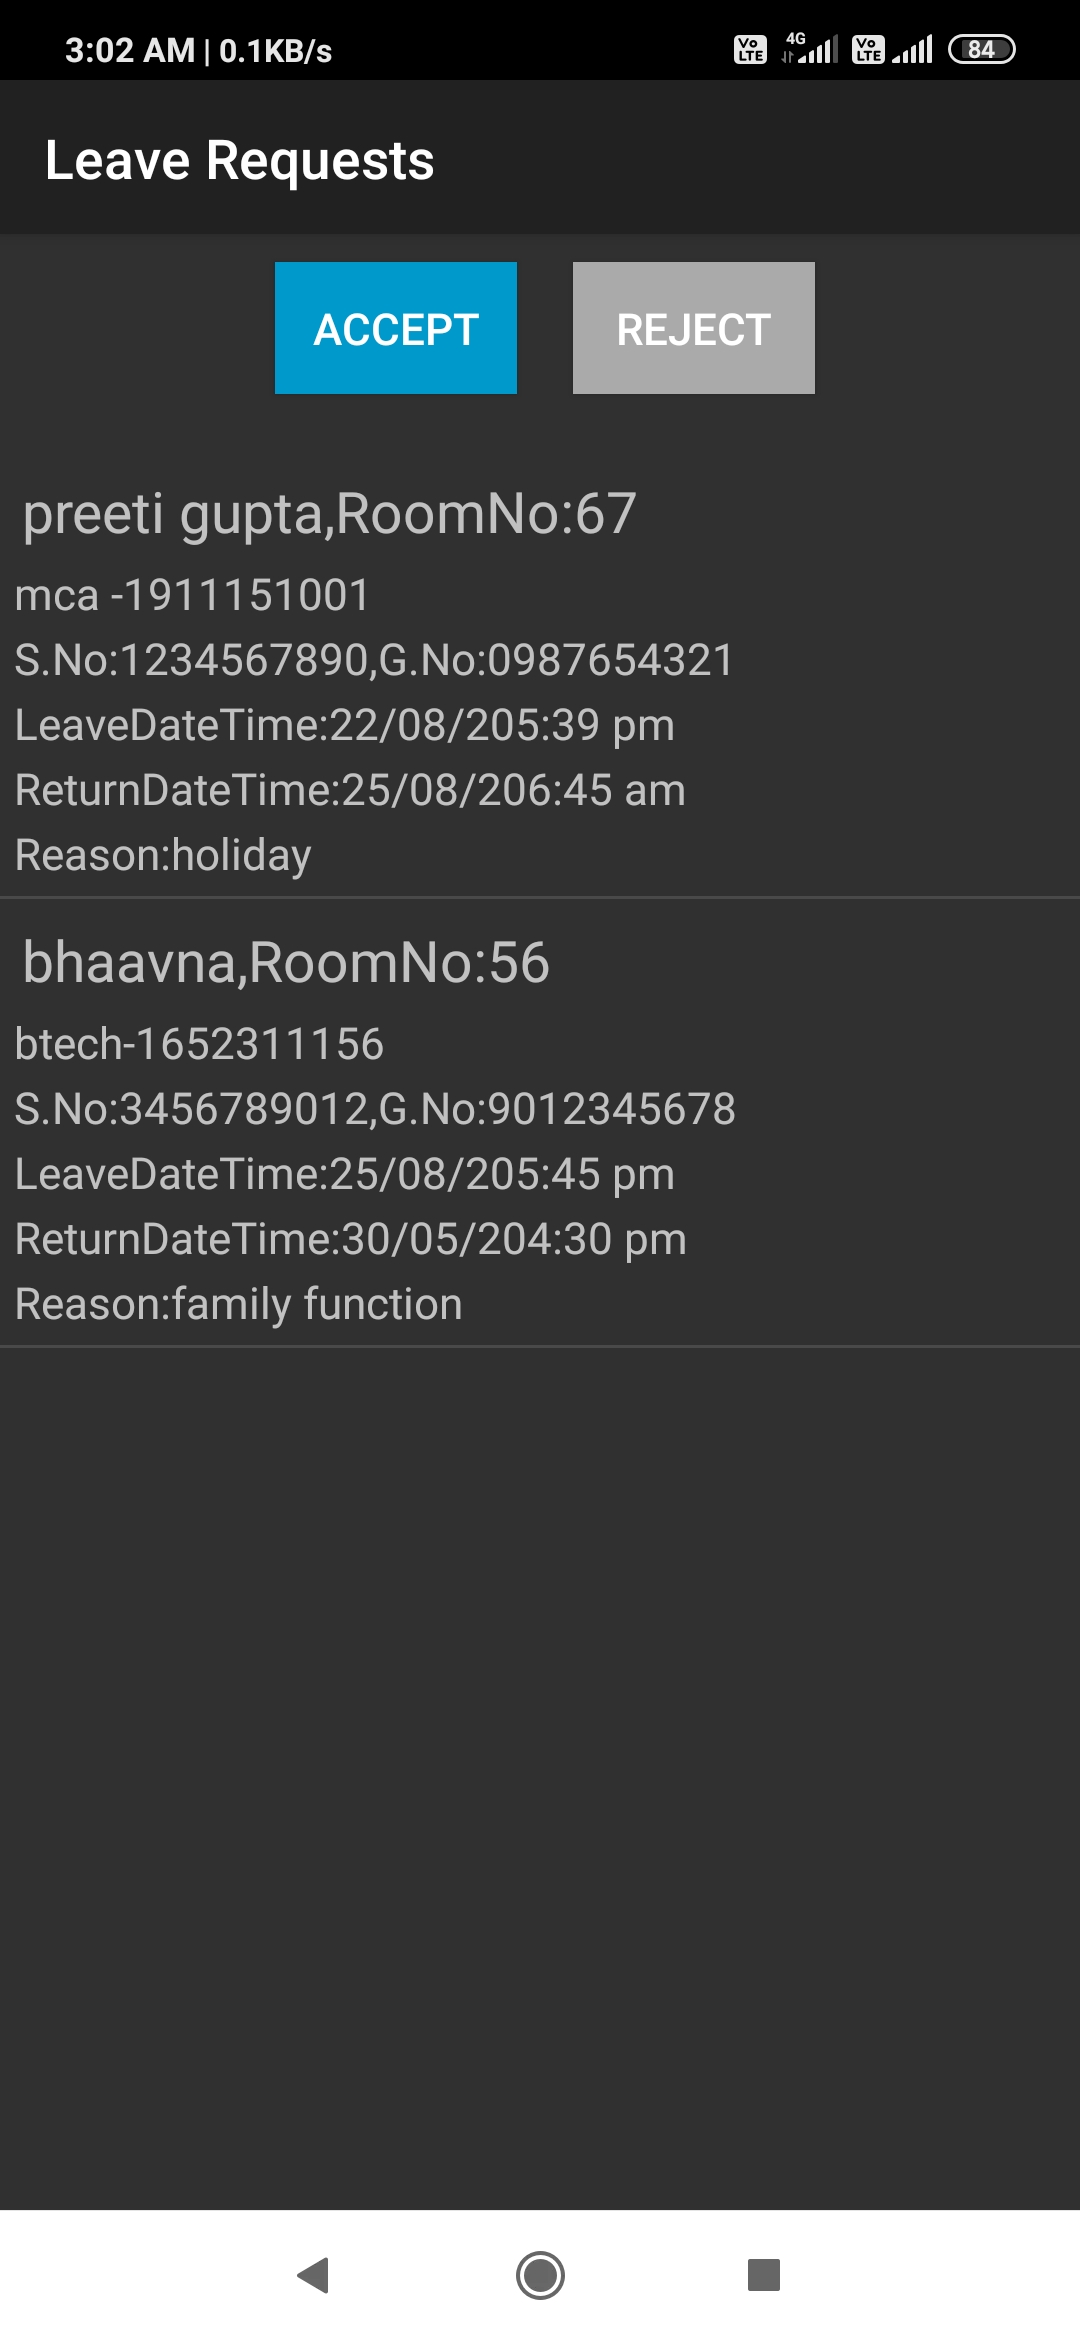 3:02 AM | 0.1KB/s Vo LTE 4G Vo LTE 84
Leave Requests
ACCEPT REJECT
preeti gupta,RoomNo:67
mca -1911151001
S.No:1234567890,G.No:0987654321
LeaveDateTime:22/08/205:39 pm
ReturnDateTime:25/08/206:45 am
Reason:holiday
bhaavna,RoomNo:56
btech-1652311156
S.No:3456789012,G.No:9012345678
LeaveDateTime:25/08/205:45 pm
ReturnDateTime:30/05/204:30 pm
Reason:family function